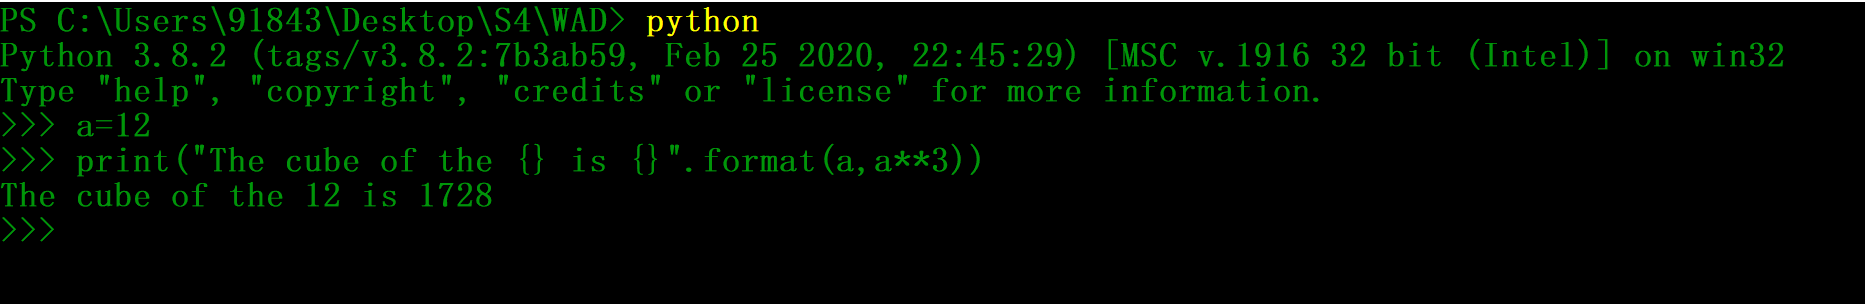 PS C:\Users\91843\Desktop\S4\WAD> python
Python 3.8.2 (tags/v3.8.2:7b3ab59, Feb 25 2020, 22:45:29) [MSC v.1916 32 bit (Intel)] on win32
Type "help", "copyright", "credits" or "license" for more information.
>>> a=12
>>> print("The cube of the {} is {}".format(a,a**3))
The cube of the 12 is 1728
>>>